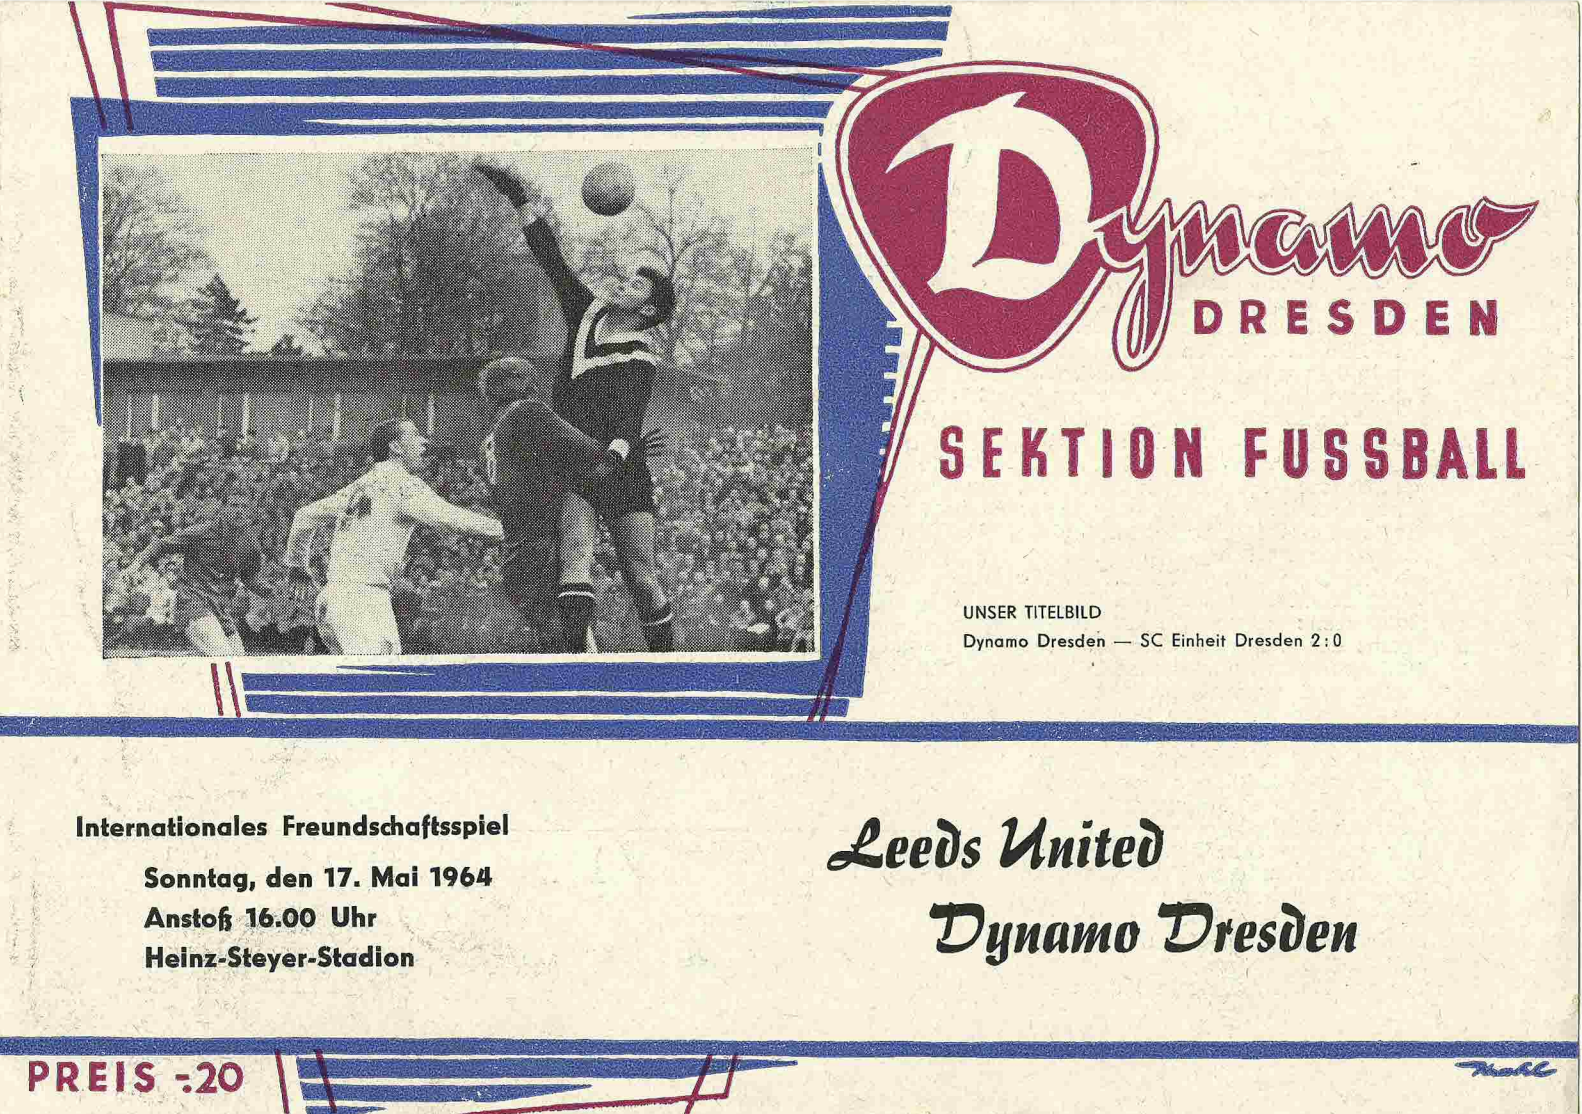 Dynamo
DRESDEN
SEKTION FUSSBALL
UNSER TITELBILD
Dynamo Dresden — SC Einheit Dresden 2:0
Internationales Freundschaftsspiel
Sonntag, den 17. Mai 1964
Anstoß 16.00 Uhr
Heinz-Steyer-Stadion
Leeds United
Dynamo Dresden
PREIS -.20